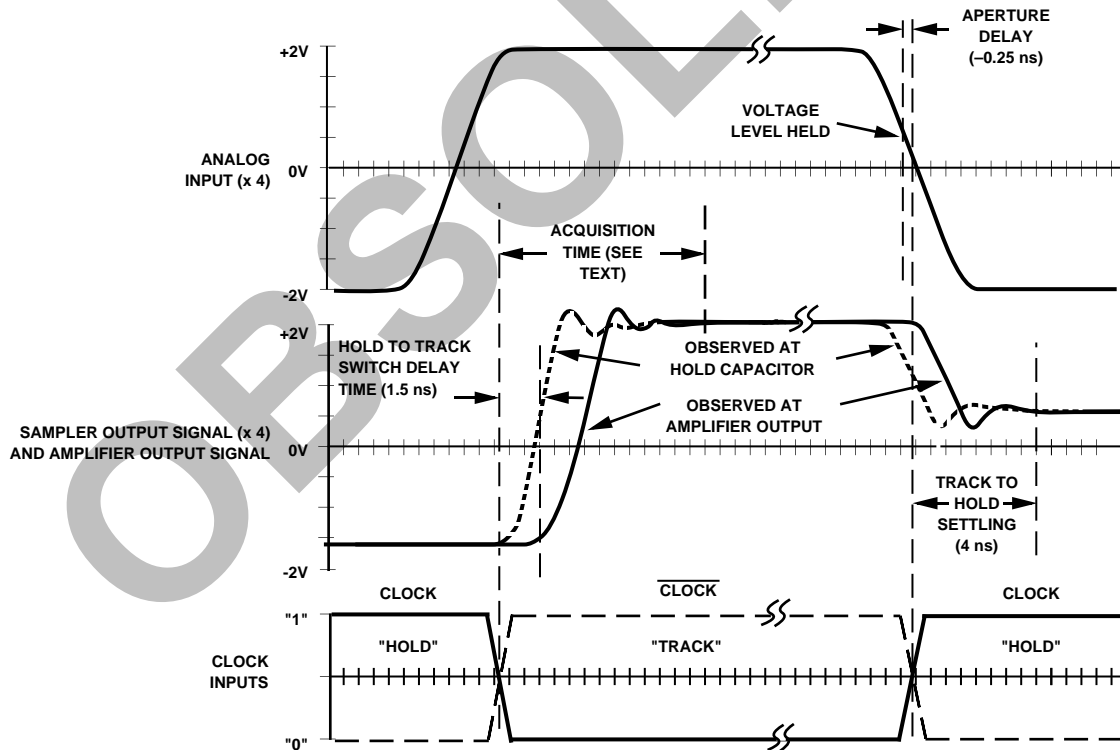 OBSOL
APERTURE
DELAY
(–0.25 ns)
+2V
VOLTAGE
LEVEL HELD
ANALOG
INPUT (x 4)
0V
ACQUISITION
TIME (SEE
TEXT)
-2V
+2V
HOLD TO TRACK
SWITCH DELAY
TIME (1.5 ns)
OBSERVED AT
HOLD CAPACITOR
OBSERVED AT
AMPLIFIER OUTPUT
SAMPLER OUTPUT SIGNAL (x 4)
AND AMPLIFIER OUTPUT SIGNAL
0V
TRACK TO
HOLD
SETTLING
(4 ns)
-2V
CLOCK
CLOCK
CLOCK
"1"
"HOLD"
"TRACK"
"HOLD"
CLOCK
INPUTS
"0"